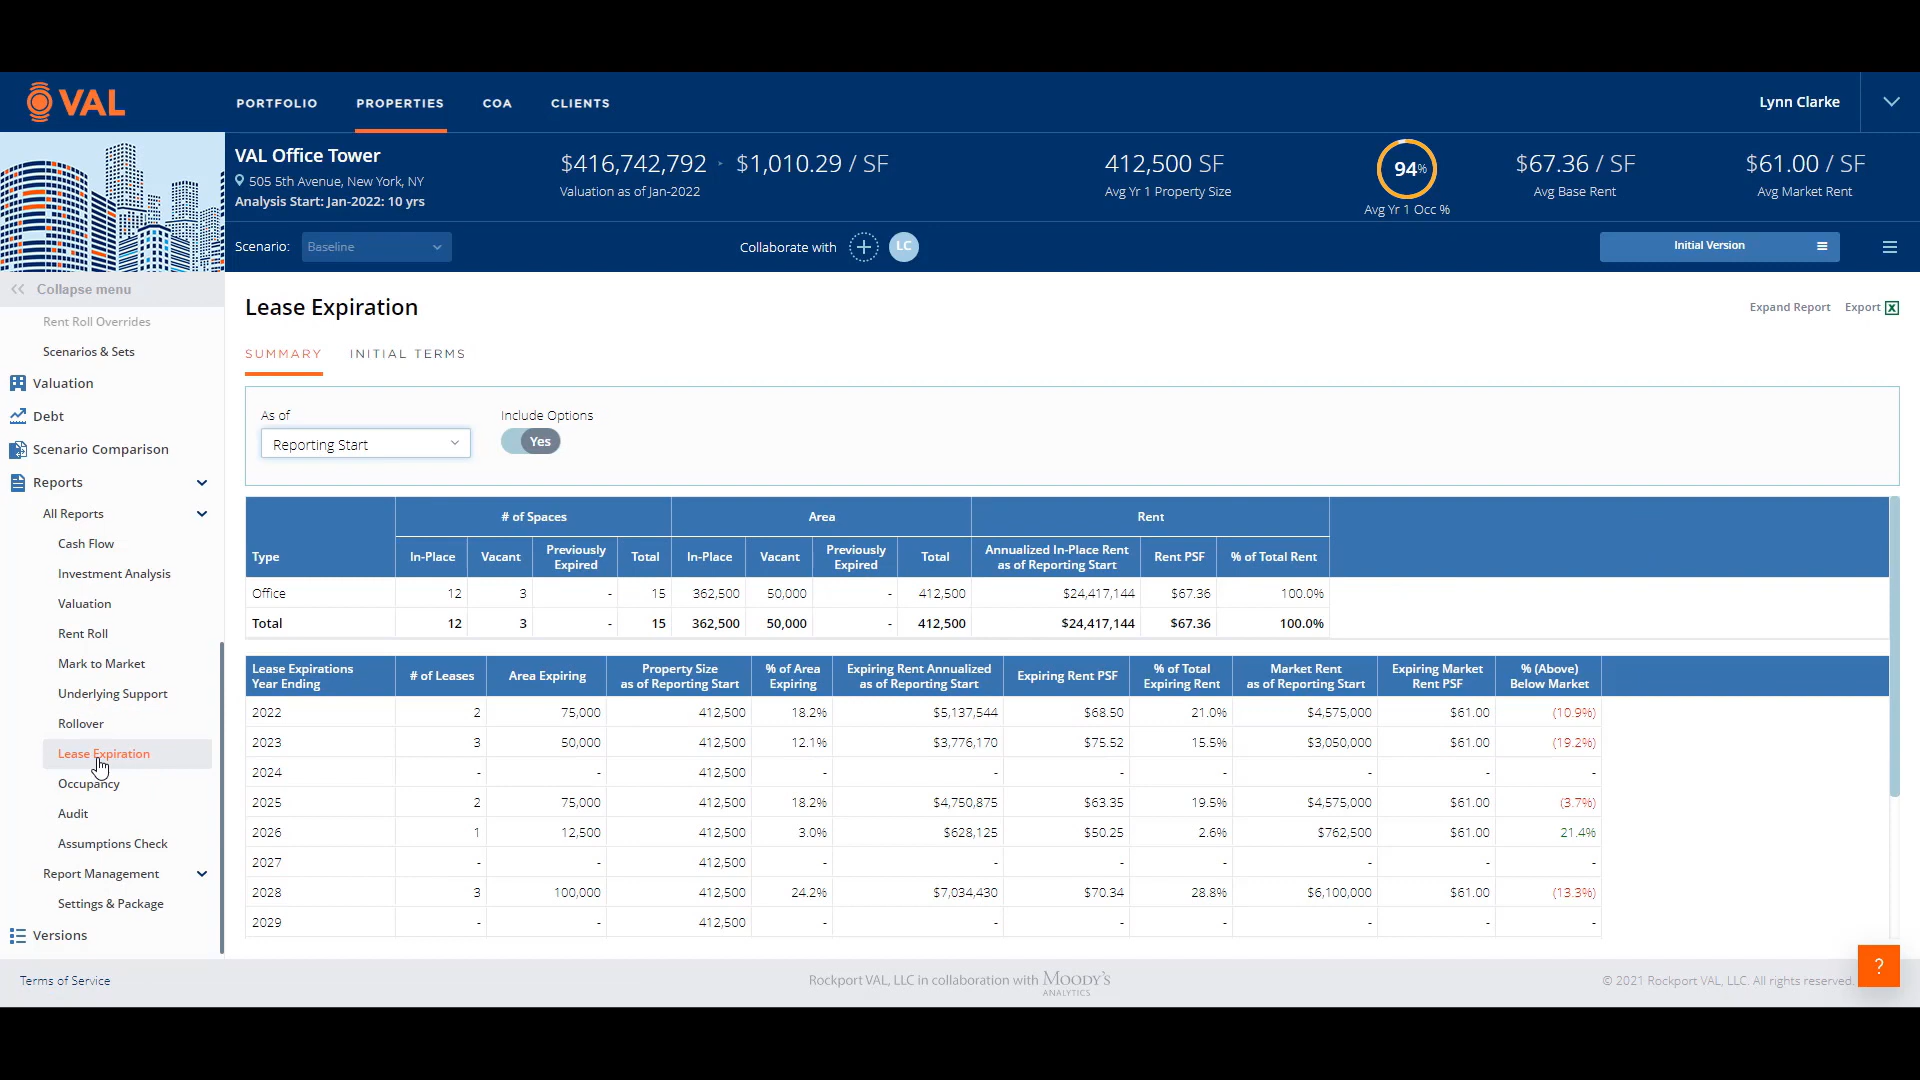 VAL
PORTFOLIO PROPERTIES COA CLIENTS
Lynn Clarke
VAL Office Tower
505 5th Avenue, New York, NY
Analysis Start: Jan-2022: 10 yrs
$416,742,792 $1,010.29 / SF
Valuation as of Jan-2022
412,500 SF
Avg Yr 1 Property Size
94%
Avg Yr 1 Occ %
$67.36 / SF
Avg Base Rent
$61.00 / SF
Avg Market Rent
Scenario: Baseline
Collaborate with LC
Initial Version
Collapse menu
Rent Roll Overrides
Scenarios & Sets
Valuation
Debt
Scenario Comparison
Reports
All Reports
Cash Flow
Investment Analysis
Valuation
Rent Roll
Mark to Market
Underlying Support
Rollover
Lease Expiration
Occupancy
Audit
Assumptions Check
Report Management
Settings & Package
Versions
Lease Expiration
Expand Report Export
SUMMARY INITIAL TERMS
As of
Reporting Start
Include Options
Yes
# of Spaces Area Rent
Type In-Place Vacant Previously Expired Total In-Place Vacant Previously Expired Total Annualized In-Place Rent as of Reporting Start Rent PSF % of Total Rent
Office 12 3 - 15 362,500 50,000 - 412,500 $24,417,144 $67.36 100.0%
Total 12 3 - 15 362,500 50,000 - 412,500 $24,417,144 $67.36 100.0%
Lease Expirations Year Ending # of Leases Area Expiring Property Size as of Reporting Start % of Area Expiring Expiring Rent Annualized as of Reporting Start Expiring Rent PSF % of Total Expiring Rent Market Rent as of Reporting Start Expiring Market Rent PSF % (Above) Below Market
2022 2 75,000 412,500 18.2% $5,137,544 $68.50 21.0% $4,575,000 $61.00 (10.9%)
2023 3 50,000 412,500 12.1% $3,776,170 $75.52 15.5% $3,050,000 $61.00 (19.2%)
2024 - - 412,500 - - - - - - -
2025 2 75,000 412,500 18.2% $4,750,875 $63.35 19.5% $4,575,000 $61.00 (3.7%)
2026 1 12,500 412,500 3.0% $628,125 $50.25 2.6% $762,500 $61.00 21.4%
2027 - - 412,500 - - - - - - -
2028 3 100,000 412,500 24.2% $7,034,430 $70.34 28.8% $6,100,000 $61.00 (13.3%)
2029 - - 412,500 - - - - - - -
?
Terms of Service
Rockport VAL, LLC in collaboration with MOODY'S ANALYTICS
© 2021 Rockport VAL, LLC. All rights reserved.